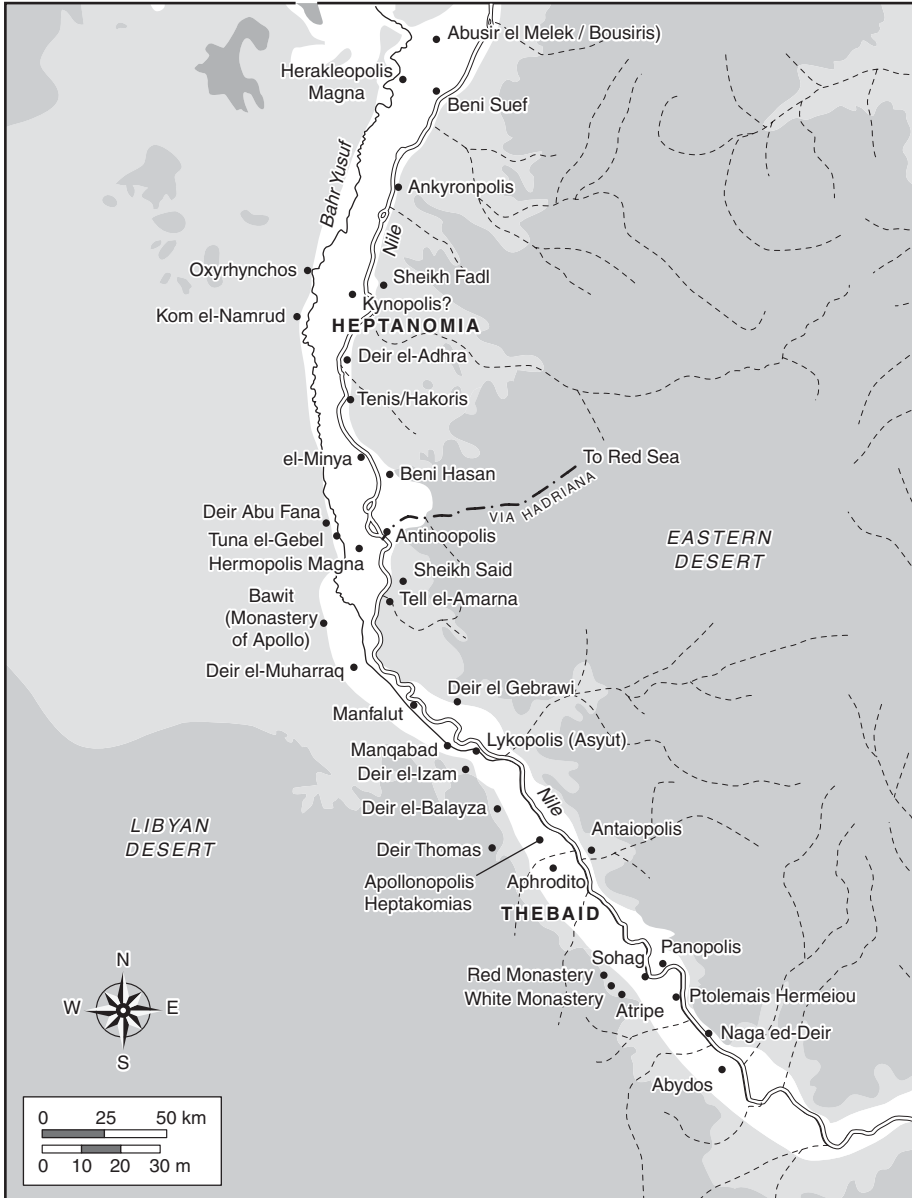 Abusir el Melek / Bousiris)
Herakleopolis
Magna
Beni Suef
Bahr Yusuf
Ankyronpolis
Nile
Oxyrhynchos
Sheikh Fadl
Kynopolis?
Kom el-Namrud
HEPTANOMIA
Deir el-Adhra
Tenis/Hakoris
el-Minya
Beni Hasan
To Red Sea
VIA HADRIANA
Deir Abu Fana
Tuna el-Gebel
Antinoopolis
Hermopolis Magna
EASTERN
DESERT
Sheikh Said
Bawit
(Monastery
of Apollo)
Tell el-Amarna
Deir el-Muharraq
Deir el Gebrawi
Manfalut
Lykopolis (Asyut)
Manqabad
Deir el-Izam
Nile
Deir el-Balayza
LIBYAN
DESERT
Antaiopolis
Deir Thomas
Apollonopolis
Heptakomias
Aphrodito
THEBAID
Sohag
Panopolis
Red Monastery
White Monastery
Atripe
Ptolemais Hermeiou
Naga ed-Deir
Abydos
N
W E
S
0 25 50 km
0 10 20 30 m